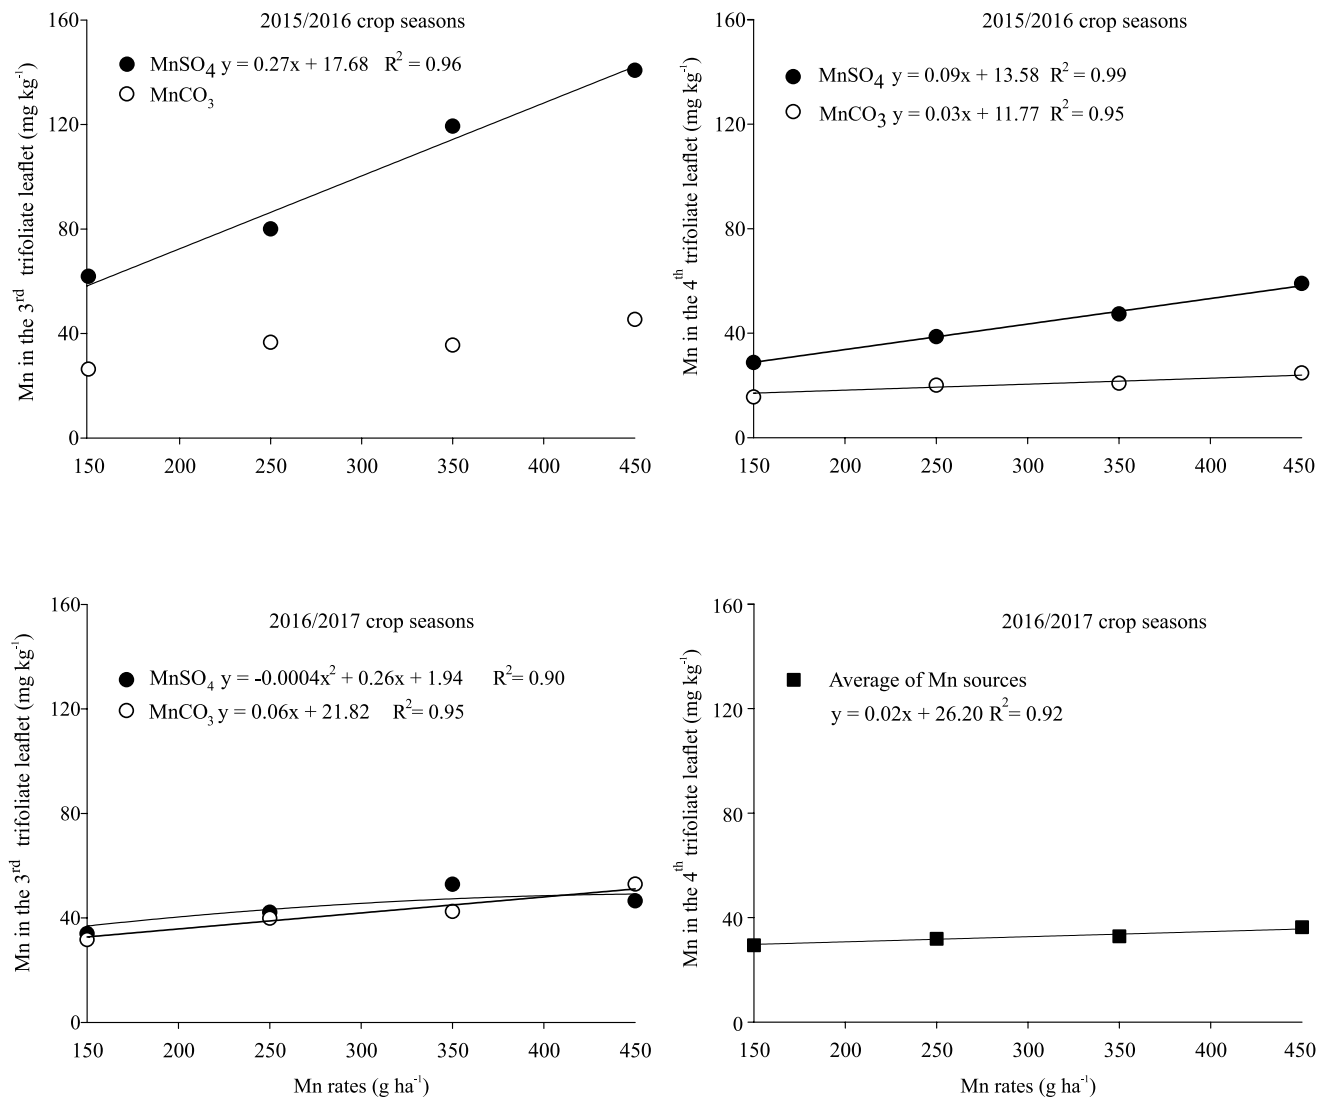 2015/2016 crop seasons
MnSO4 y = 0.27x + 17.68 R2 = 0.96
MnCO3
Mn in the 3rd trifoliate leaflet (mg kg-1)
160
120
80
40
0
150 200 250 300 350 400 450
2015/2016 crop seasons
MnSO4 y = 0.09x + 13.58 R2 = 0.99
MnCO3 y = 0.03x + 11.77 R2 = 0.95
Mn in the 4th trifoliate leaflet (mg kg-1)
160
120
80
40
0
150 200 250 300 350 400 450
2016/2017 crop seasons
MnSO4 y = -0.0004x2 + 0.26x + 1.94 R2= 0.90
MnCO3 y = 0.06x + 21.82 R2= 0.95
Mn in the 3rd trifoliate leaflet (mg kg-1)
160
120
80
40
0
150 200 250 300 350 400 450
Mn rates (g ha-1)
2016/2017 crop seasons
Average of Mn sources
y = 0.02x + 26.20 R2= 0.92
Mn in the 4th trifoliate leaflet (mg kg-1)
160
120
80
40
0
150 200 250 300 350 400 450
Mn rates (g ha-1)